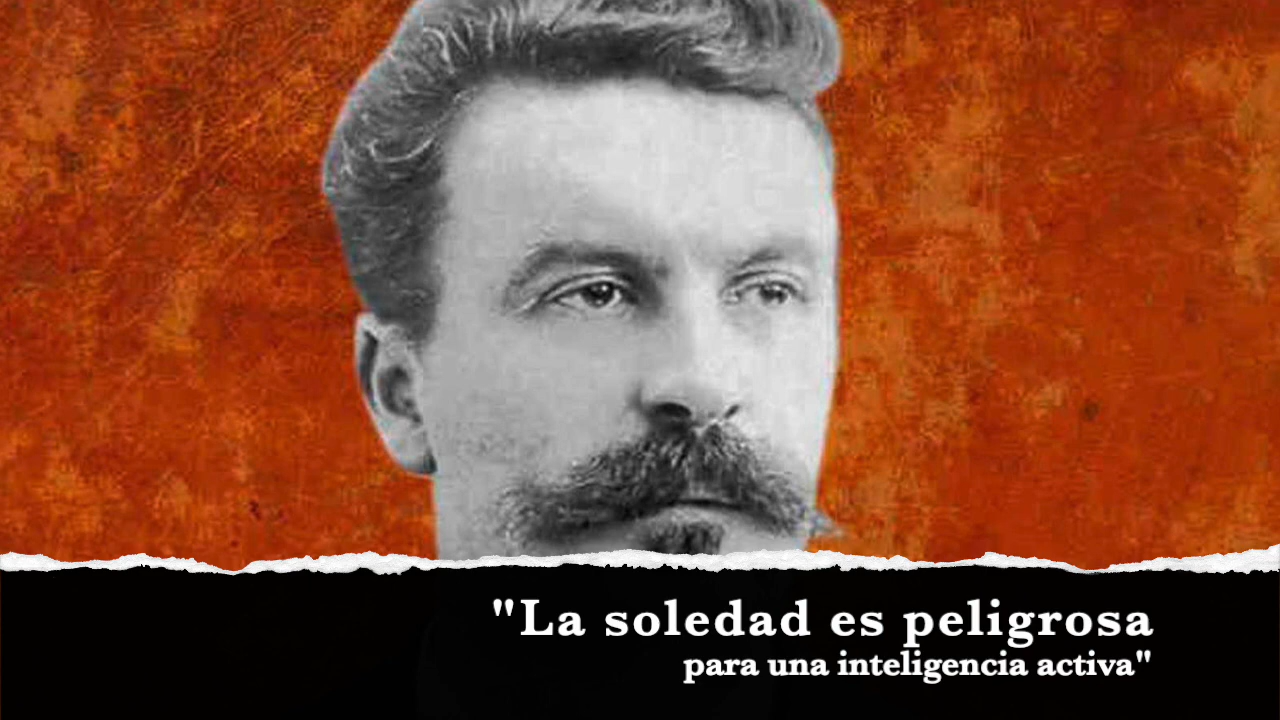 "La soledad es peligrosa
para una inteligencia activa"